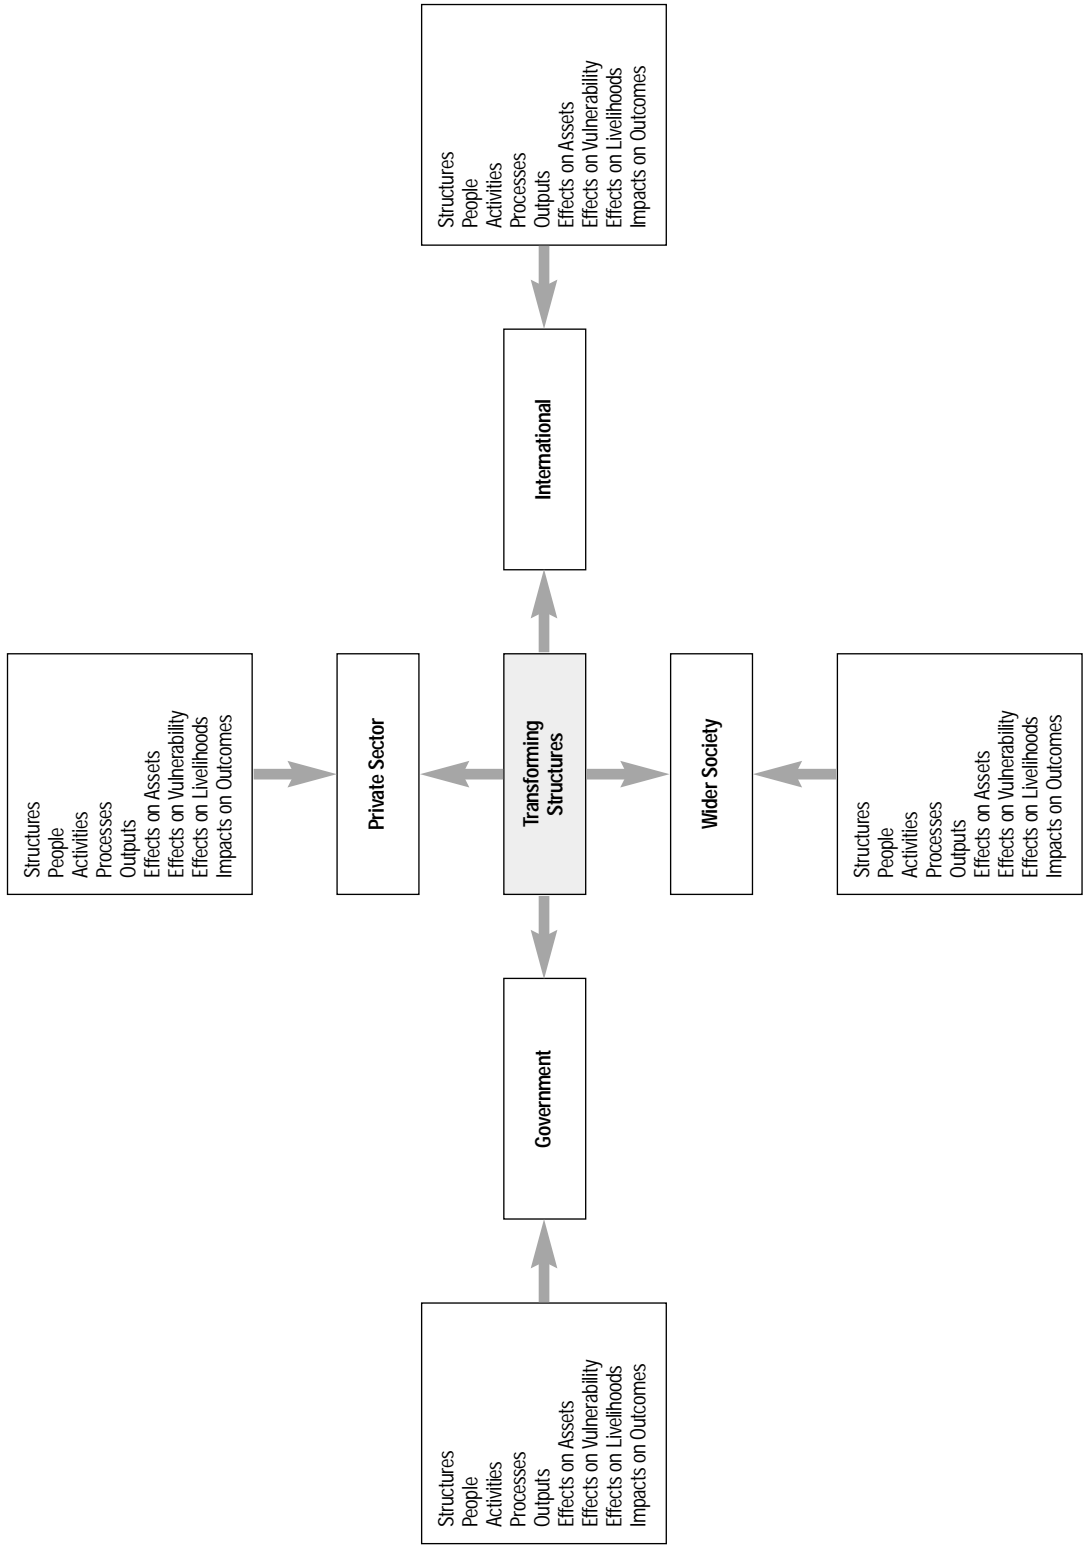 Structures
People
Activities
Processes
Outputs
Effects on Assets
Effects on Vulnerability
Effects on Livelihoods
Impacts on Outcomes
Private Sector
Structures
People
Activities
Processes
Outputs
Effects on Assets
Effects on Vulnerability
Effects on Livelihoods
Impacts on Outcomes
Government
Transforming
Structures
International
Structures
People
Activities
Processes
Outputs
Effects on Assets
Effects on Vulnerability
Effects on Livelihoods
Impacts on Outcomes
Wider Society
Structures
People
Activities
Processes
Outputs
Effects on Assets
Effects on Vulnerability
Effects on Livelihoods
Impacts on Outcomes